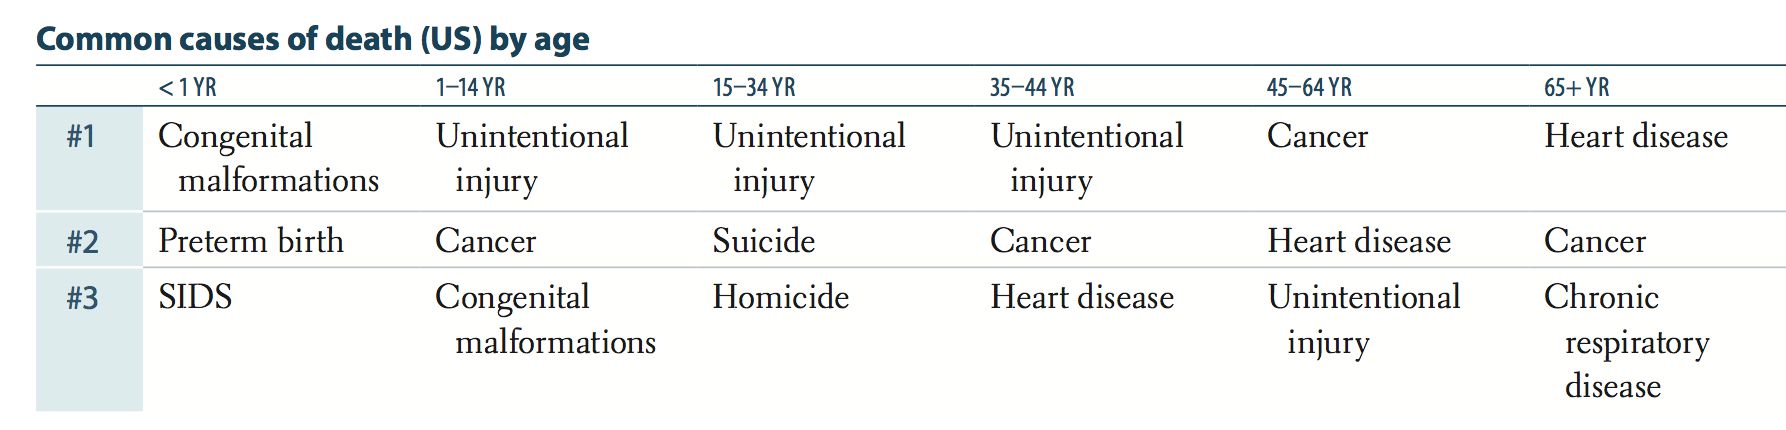 Common causes of death (US) by age
< 1 YR 1–14 YR 15–34 YR 35–44 YR 45–64 YR 65+ YR
#1 Congenital Unintentional Unintentional Unintentional Cancer Heart disease
malformations injury injury injury
#2 Preterm birth Cancer Suicide Cancer Heart disease Cancer
#3 SIDS Congenital Homicide Heart disease Unintentional Chronic
malformations injury respiratory
disease